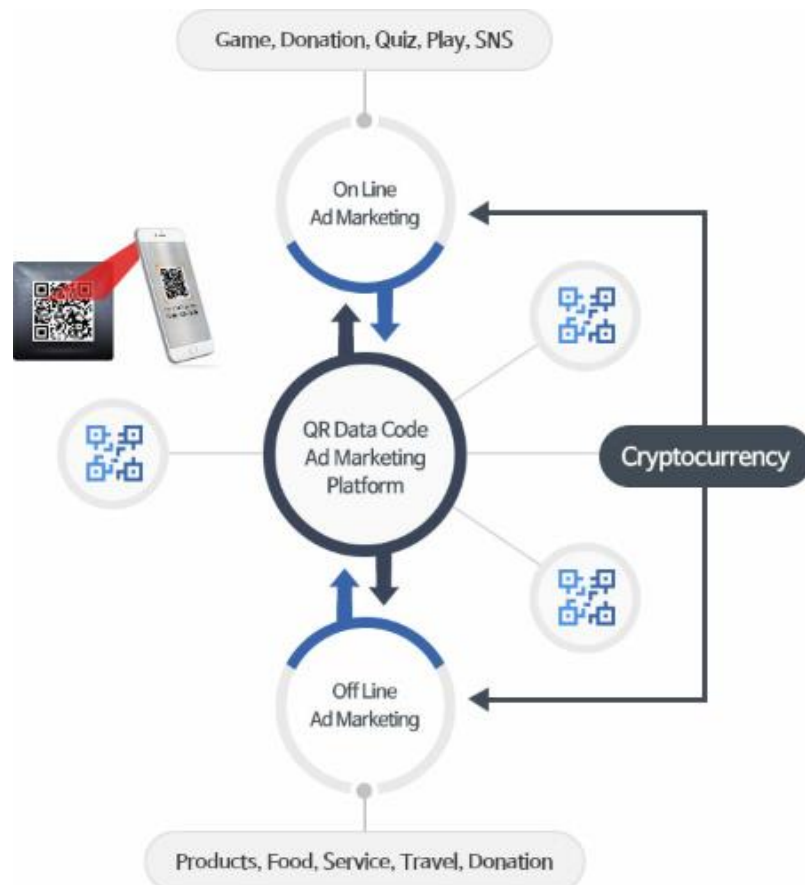 Game, Donation, Quiz, Play, SNS
On Line
Ad Marketing
QR Data Code
Ad Marketing
Platform
Cryptocurrency
Off Line
Ad Marketing
Products, Food, Service, Travel, Donation